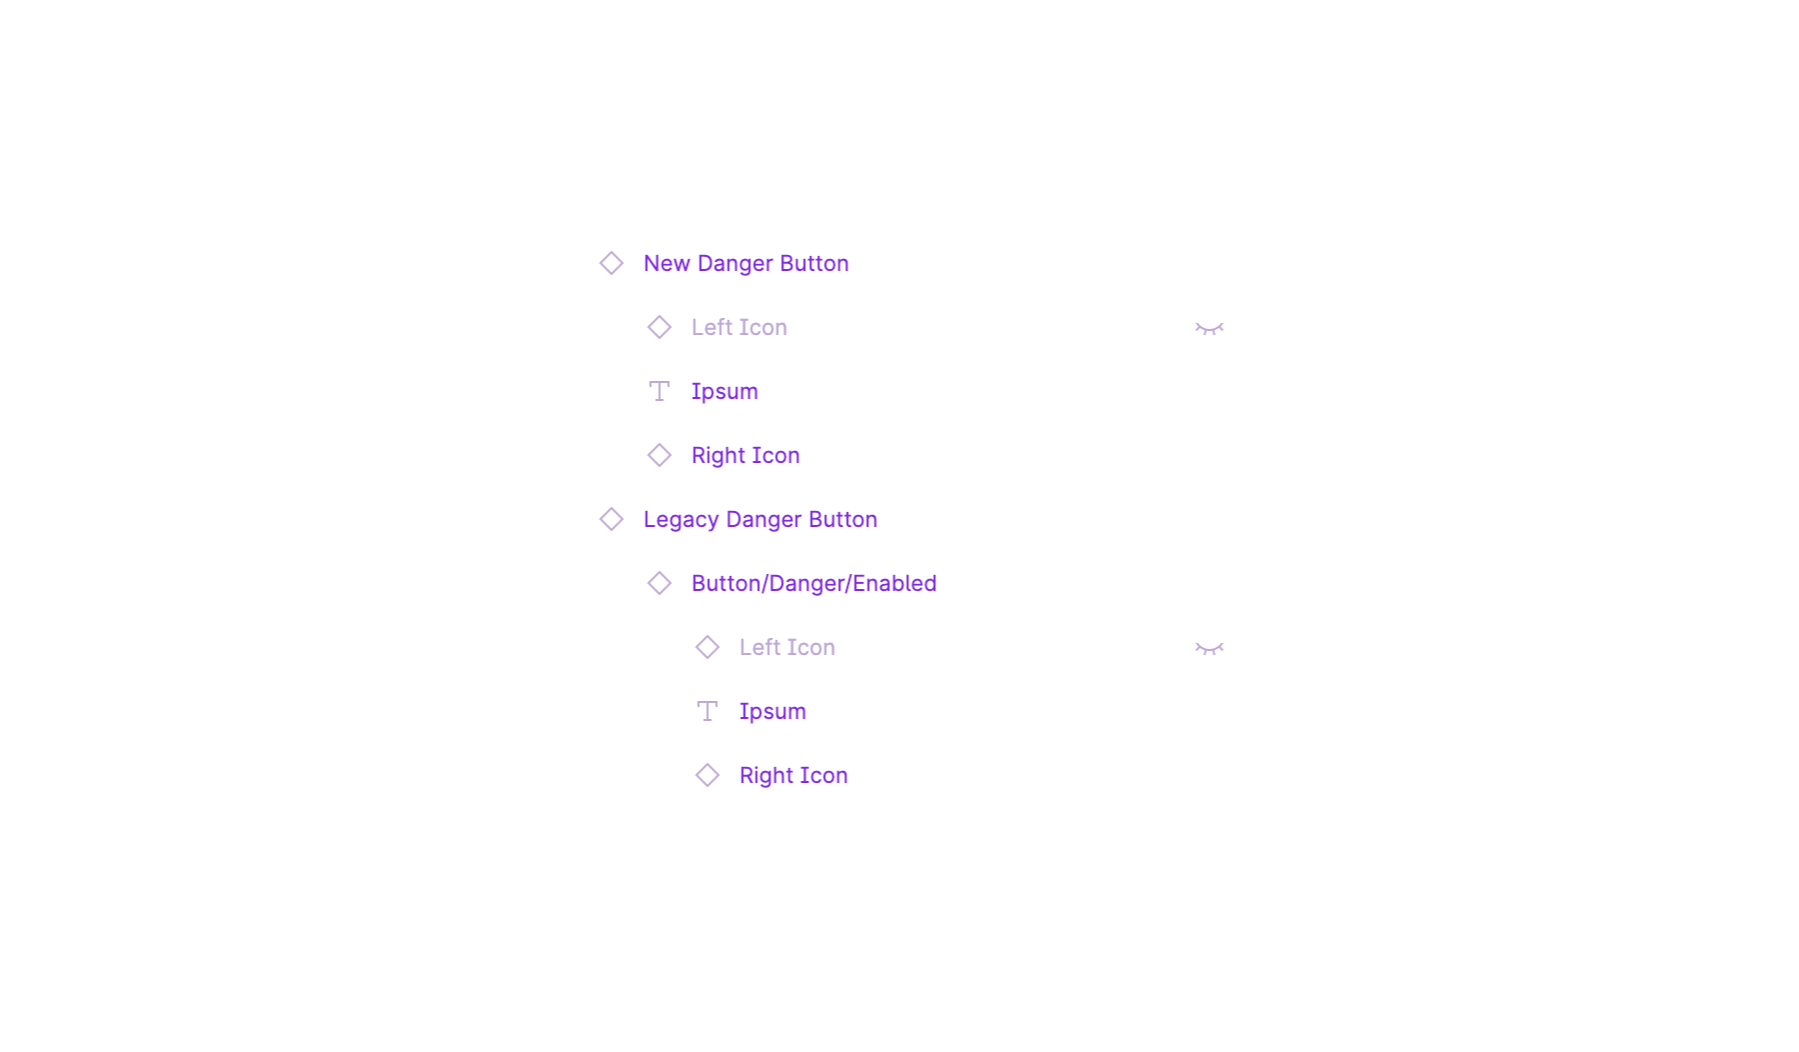 New Danger Button
Left Icon
Ipsum
Right Icon
Legacy Danger Button
Button/Danger/Enabled
Left Icon
Ipsum
Right Icon